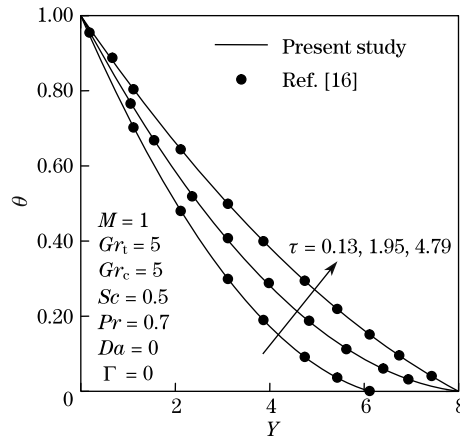 1.00
0.80
0.60
0.40
0.20
0
θ
Present study
Ref. [16]
M = 1
Gr_t = 5
Gr_c = 5
Sc = 0.5
Pr = 0.7
Da = 0
Γ = 0
τ = 0.13, 1.95, 4.79
2
4
6
8
Y